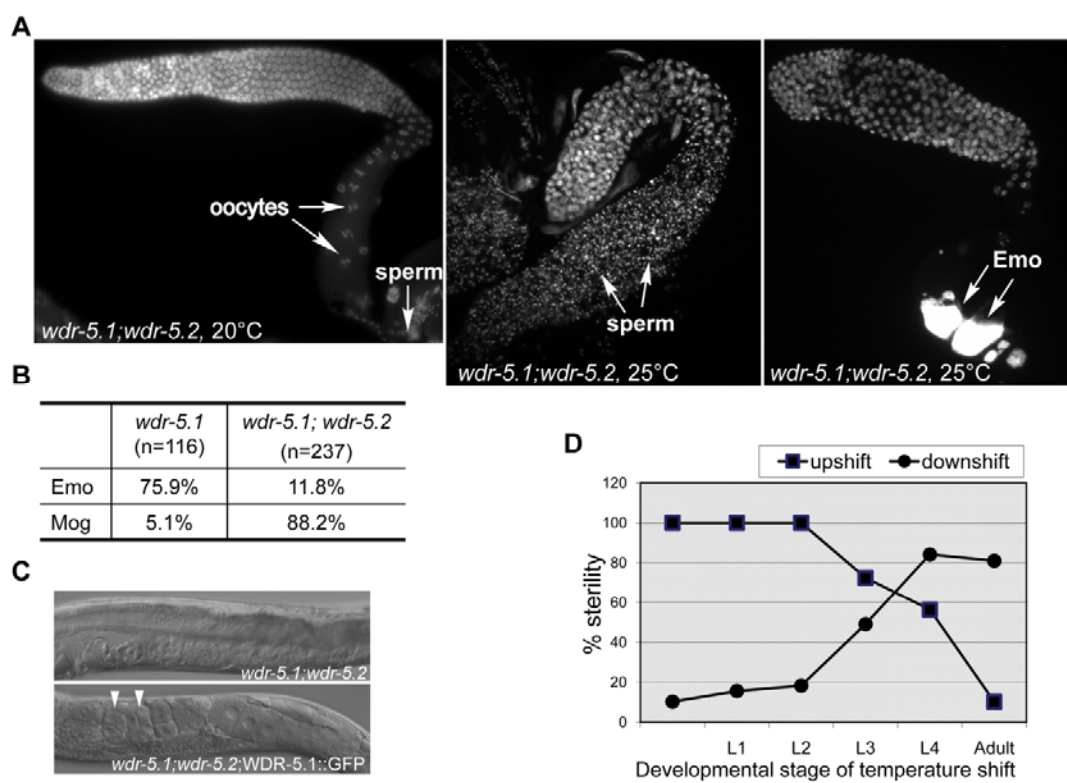 A
oocytes
sperm
wdr-5.1;wdr-5.2, 20°C
sperm
wdr-5.1;wdr-5.2, 25°C
Emo
wdr-5.1;wdr-5.2, 25°C
B
wdr-5.1 wdr-5.1; wdr-5.2
(n=116) (n=237)
Emo 75.9% 11.8%
Mog 5.1% 88.2%
C
wdr-5.1;wdr-5.2
wdr-5.1;wdr-5.2;WDR-5.1::GFP
D
upshift downshift
% sterility
120
100
80
60
40
20
0
L1 L2 L3 L4 Adult
Developmental stage of temperature shift